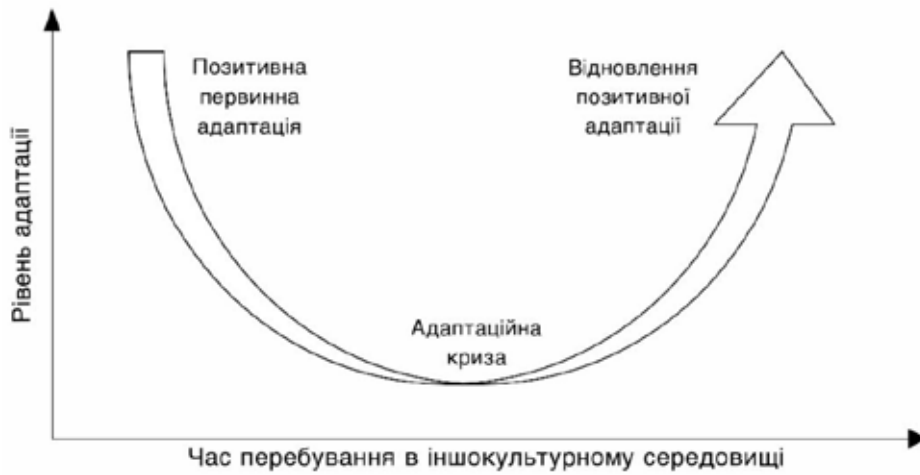 Позитивна
первинна
адаптація
Відновлення
позитивної
адаптації
Рівень адаптації
Адаптаційна
криза
Час перебування в іншокультурному середовищі